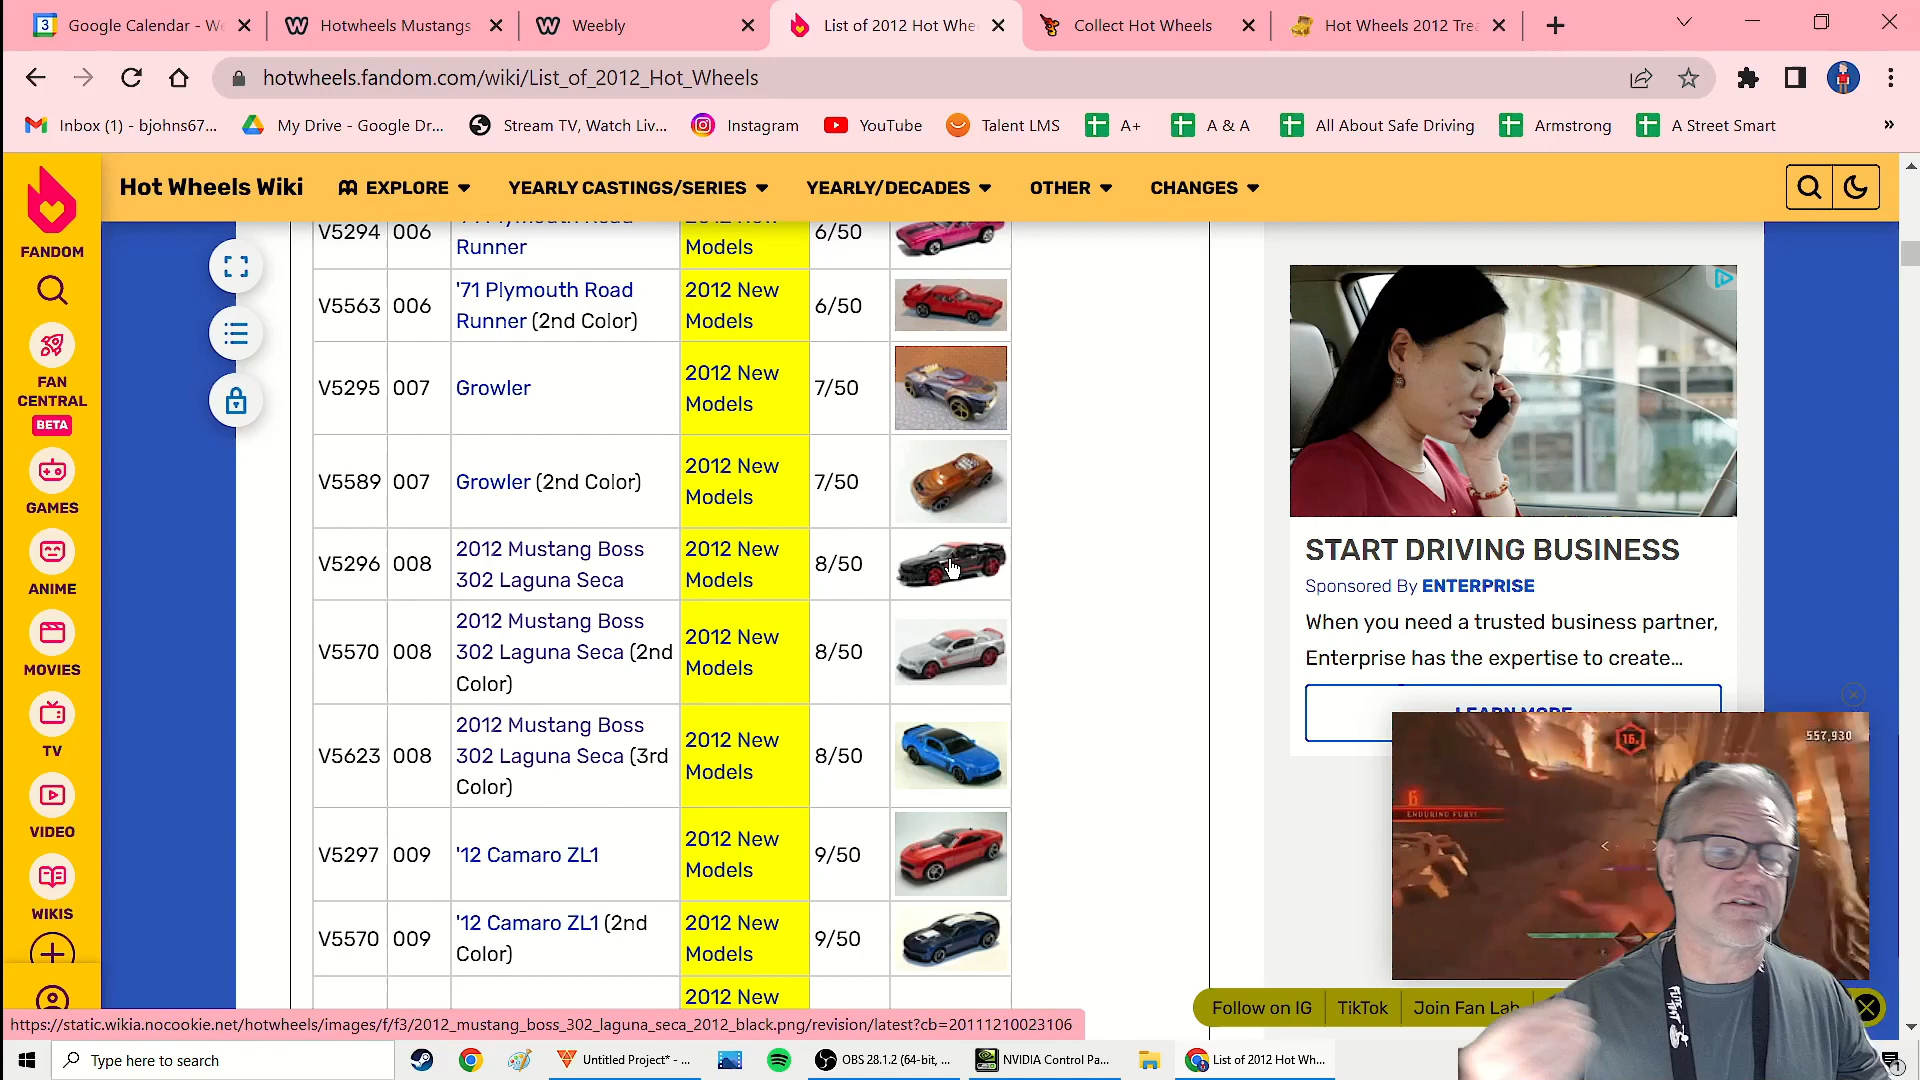 Google Calendar - We
Hotwheels Mustangs
Weebly
List of 2012 Hot Whe
Collect Hot Wheels
Hot Wheels 2012 Trea
hotwheels.fandom.com/wiki/List_of_2012_Hot_Wheels
Inbox (1) - bjohns67...
My Drive - Google Dr...
Stream TV, Watch Liv...
Instagram
YouTube
Talent LMS
A+
A & A
All About Safe Driving
Armstrong
A Street Smart
»
Hot Wheels Wiki
EXPLORE
YEARLY CASTINGS/SERIES
YEARLY/DECADES
OTHER
CHANGES
FANDOM
FAN
CENTRAL
BETA
GAMES
ANIME
MOVIES
TV
VIDEO
WIKIS
V5294 006 '71 Plymouth Road
Runner
2012 New
Models
6/50
V5563 006 '71 Plymouth Road
Runner (2nd Color)
2012 New
Models
6/50
V5295 007 Growler
2012 New
Models
7/50
V5589 007 Growler (2nd Color)
2012 New
Models
7/50
V5296 008 2012 Mustang Boss
302 Laguna Seca
2012 New
Models
8/50
V5570 008 2012 Mustang Boss
302 Laguna Seca (2nd
Color)
2012 New
Models
8/50
V5623 008 2012 Mustang Boss
302 Laguna Seca (3rd
Color)
2012 New
Models
8/50
V5297 009 '12 Camaro ZL1
2012 New
Models
9/50
V5570 009 '12 Camaro ZL1 (2nd
Color)
2012 New
Models
9/50
2012 New
START DRIVING BUSINESS
Sponsored By ENTERPRISE
When you need a trusted business partner,
Enterprise has the expertise to create...
LEARN MORE
557,930
6
ENDURING FURY!
Follow on IG
TikTok
Join Fan Lab
https://static.wikia.nocookie.net/hotwheels/images/f/f3/2012_mustang_boss_302_laguna_seca_2012_black.png/revision/latest?cb=20111210023106
Type here to search
Untitled Project* - ...
OBS 28.1.2 (64-bit, ...
NVIDIA Control Pa...
List of 2012 Hot Wh...